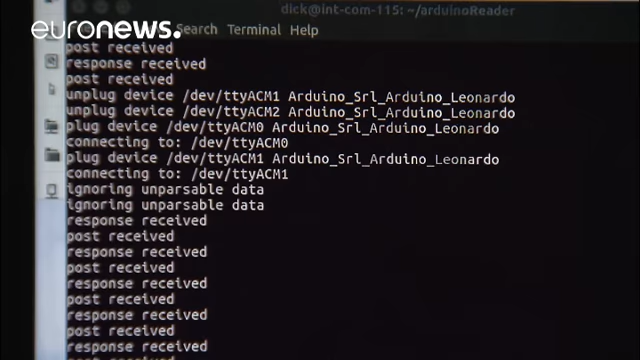 dick@int-com-115: ~/arduinoReader
euronews.
Search Terminal Help
post received
response received
post received
unplug device /dev/ttyACM1 Arduino_Srl_Arduino_Leonardo
unplug device /dev/ttyACM2 Arduino_Srl_Arduino_Leonardo
plug device /dev/ttyACM0 Arduino_Srl_Arduino_Leonardo
connecting to: /dev/ttyACM0
plug device /dev/ttyACM1 Arduino_Srl_Arduino_Leonardo
connecting to: /dev/ttyACM1
ignoring unparsable data
ignoring unparsable data
response received
post received
response received
post received
response received
post received
response received
post received
response received
post received